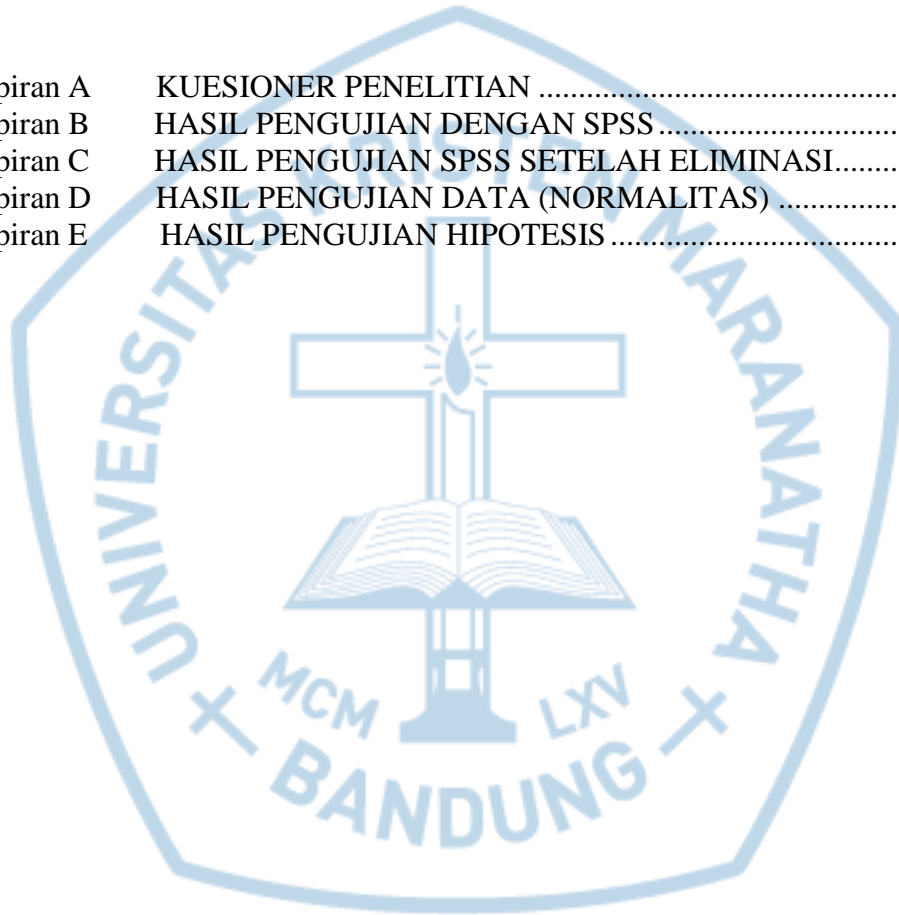 piran A KUESIONER PENELITIAN ..............................................
piran B HASIL PENGUJIAN DENGAN SPSS ..............................
piran C HASIL PENGUJIAN SPSS SETELAH ELIMINASI ........
piran D HASIL PENGUJIAN DATA (NORMALITAS) ...............
piran E HASIL PENGUJIAN HIPOTESIS ....................................
UNIVERSITAS KRISTEN MARANATHA
MCM LXV
BANDUNG